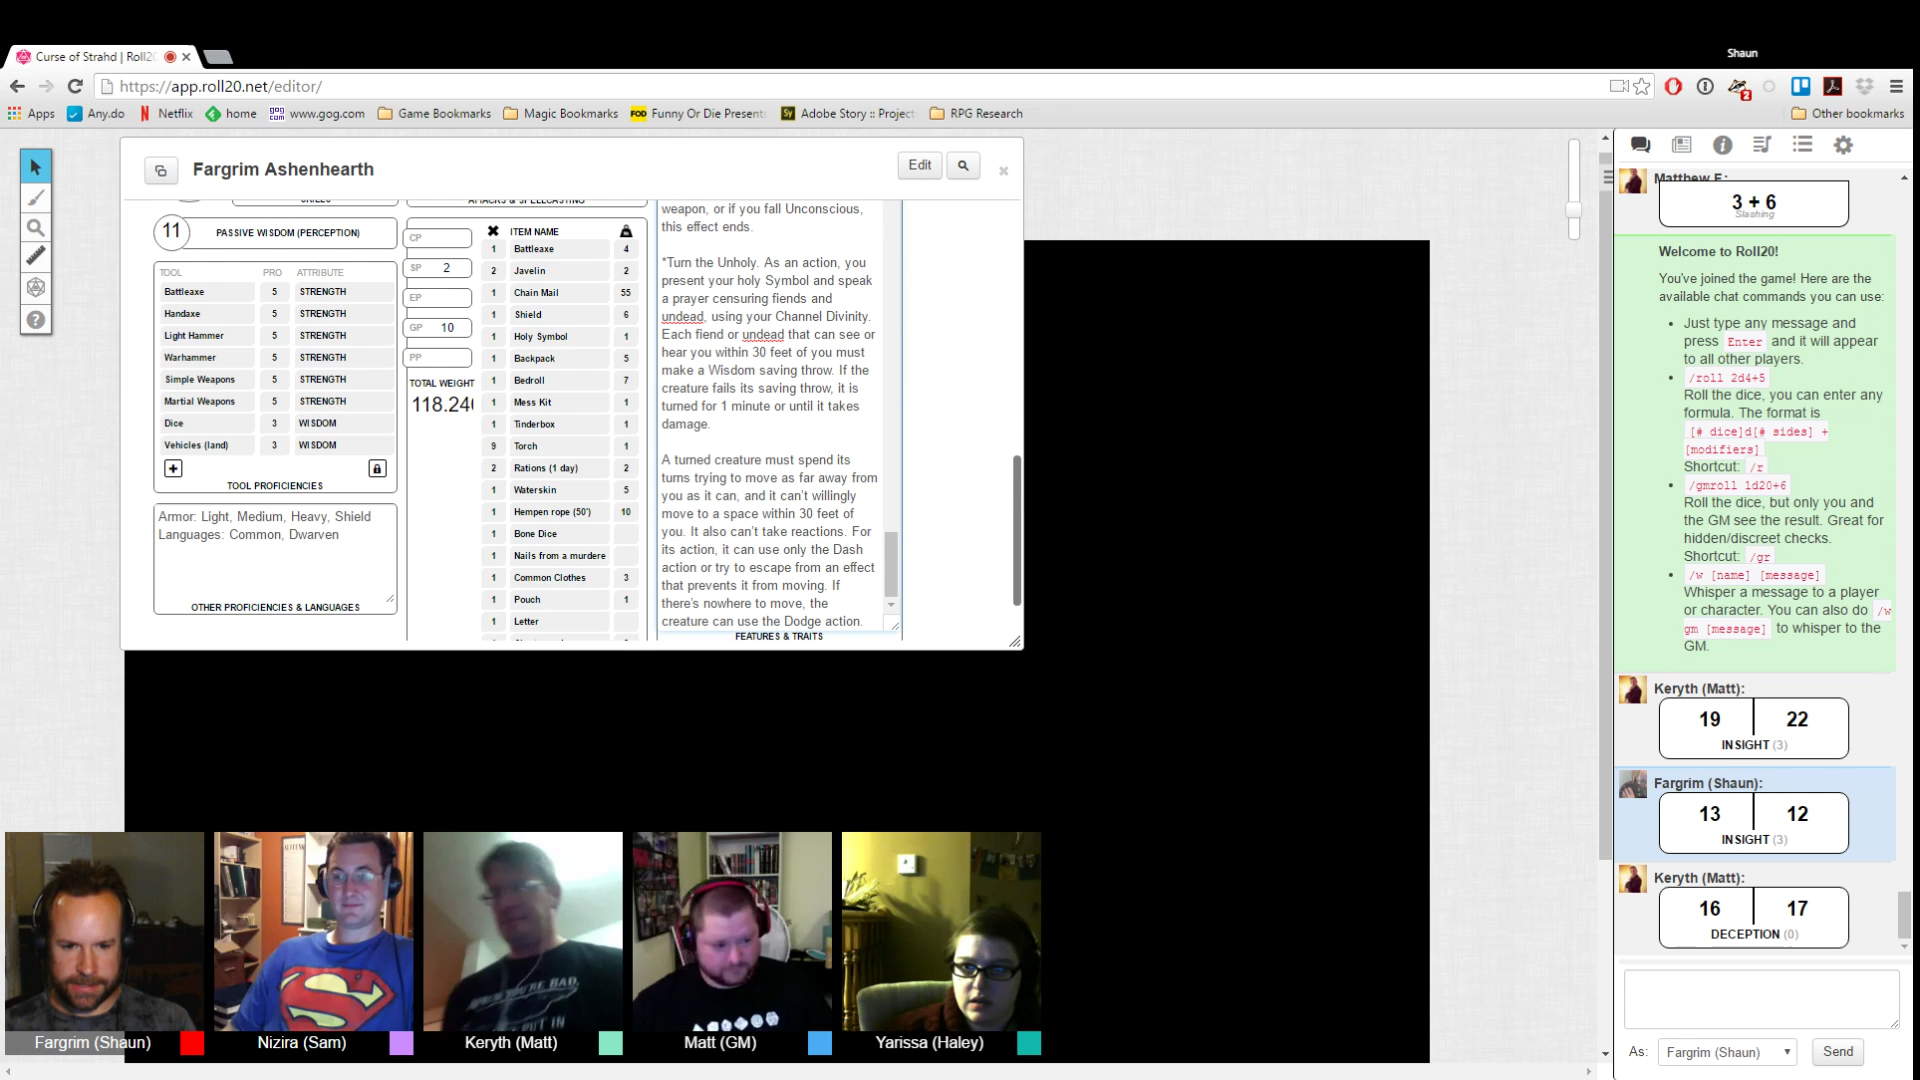 Shaun
Curse of Strahd | Roll20
https://app.roll20.net/editor/
Apps
Any.do
Netflix
home
www.gog.com
Game Bookmarks
Magic Bookmarks
Funny Or Die Present
Adobe Story :: Project
RPG Research
Other bookmarks
Fargrim Ashenhearth
Edit
SKILLS
ATTACKS & SPELLCASTING
11
PASSIVE WISDOM (PERCEPTION)
TOOL PRO ATTRIBUTE
Battleaxe 5 STRENGTH
Handaxe 5 STRENGTH
Light Hammer 5 STRENGTH
Warhammer 5 STRENGTH
Simple Weapons 5 STRENGTH
Martial Weapons 5 STRENGTH
Dice 3 WISDOM
Vehicles (land) 3 WISDOM
TOOL PROFICIENCIES
Armor: Light, Medium, Heavy, Shield
Languages: Common, Dwarven
OTHER PROFICIENCIES & LANGUAGES
CP
SP 2
EP
GP 10
PP
TOTAL WEIGHT
118.24
ITEM NAME
1 Battleaxe 4
2 Javelin 2
1 Chain Mail 55
1 Shield 6
1 Holy Symbol 1
1 Backpack 5
1 Bedroll 7
1 Mess Kit 1
1 Tinderbox 1
9 Torch 1
2 Rations (1 day) 2
1 Waterskin 5
1 Hempen rope (50') 10
1 Bone Dice
1 Nails from a murdere
1 Common Clothes 3
1 Pouch 1
1 Letter
weapon, or if you fall Unconscious,
this effect ends.
*Turn the Unholy. As an action, you
present your holy Symbol and speak
a prayer censuring fiends and
undead, using your Channel Divinity.
Each fiend or undead that can see or
hear you within 30 feet of you must
make a Wisdom saving throw. If the
creature fails its saving throw, it is
turned for 1 minute or until it takes
damage.
A turned creature must spend its
turns trying to move as far away from
you as it can, and it can't willingly
move to a space within 30 feet of
you. It also can't take reactions. For
its action, it can use only the Dash
action or try to escape from an effect
that prevents it from moving. If
there's nowhere to move, the
creature can use the Dodge action.
FEATURES & TRAITS
Matthew F.:
3 + 6
Slashing
Welcome to Roll20!
You've joined the game! Here are the
available chat commands you can use:
• Just type any message and
press Enter and it will appear
to all other players.
• /roll 2d4+5
Roll the dice, you can enter any
formula. The format is
[# dice]d[# sides] +
[modifiers]
Shortcut: /r
• /gmroll 1d20+6
Roll the dice, but only you and
the GM see the result. Great for
hidden/discreet checks.
Shortcut: /gr
• /w [name] [message]
Whisper a message to a player
or character. You can also do /w
gm [message] to whisper to the
GM.
Keryth (Matt):
19 22
INSIGHT (3)
Fargrim (Shaun):
13 12
INSIGHT (3)
Keryth (Matt):
16 17
DECEPTION (0)
As: Fargrim (Shaun) Send
Fargrim (Shaun)
Nizira (Sam)
Keryth (Matt)
Matt (GM)
Yarissa (Haley)